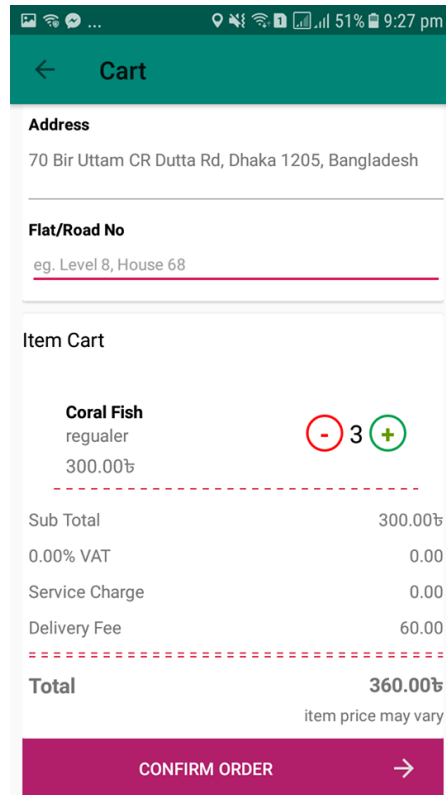 ... 1 51% 9:27 pm
Cart
Address
70 Bir Uttam CR Dutta Rd, Dhaka 1205, Bangladesh
Flat/Road No
eg. Level 8, House 68
Item Cart
Coral Fish
regualer
300.00৳
- 3 +
Sub Total 300.00৳
0.00% VAT 0.00
Service Charge 0.00
Delivery Fee 60.00
Total 360.00৳
item price may vary
CONFIRM ORDER